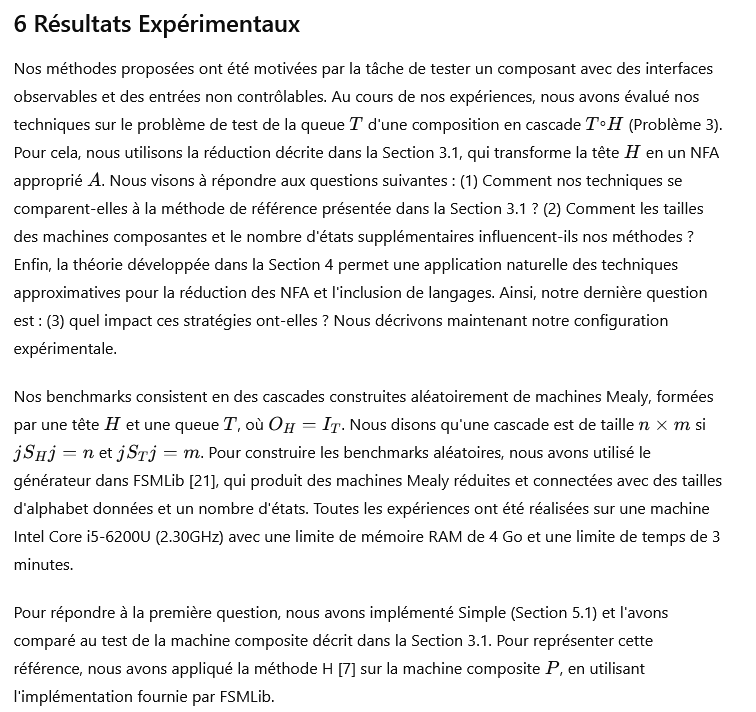 6 Résultats Expérimentaux
Nos méthodes proposées ont été motivées par la tâche de tester un composant avec des interfaces
observables et des entrées non contrôlables. Au cours de nos expériences, nous avons évalué nos
techniques sur le problème de test de la queue T d'une composition en cascade T∘H (Problème 3).
Pour cela, nous utilisons la réduction décrite dans la Section 3.1, qui transforme la tête H en un NFA
approprié A. Nous visons à répondre aux questions suivantes : (1) Comment nos techniques se
comparent-elles à la méthode de référence présentée dans la Section 3.1 ? (2) Comment les tailles
des machines composantes et le nombre d'états supplémentaires influencent-ils nos méthodes ?
Enfin, la théorie développée dans la Section 4 permet une application naturelle des techniques
approximatives pour la réduction des NFA et l'inclusion de langages. Ainsi, notre dernière question
est : (3) quel impact ces stratégies ont-elles ? Nous décrivons maintenant notre configuration
expérimentale.
Nos benchmarks consistent en des cascades construites aléatoirement de machines Mealy, formées
par une tête H et une queue T, où O_H = I_T. Nous disons qu'une cascade est de taille n × m si
jS_Hj = n et jS_Tj = m. Pour construire les benchmarks aléatoires, nous avons utilisé le
générateur dans FSMLib [21], qui produit des machines Mealy réduites et connectées avec des tailles
d'alphabet données et un nombre d'états. Toutes les expériences ont été réalisées sur une machine
Intel Core i5-6200U (2.30GHz) avec une limite de mémoire RAM de 4 Go et une limite de temps de 3
minutes.
Pour répondre à la première question, nous avons implémenté Simple (Section 5.1) et l'avons
comparé au test de la machine composite décrit dans la Section 3.1. Pour représenter cette
référence, nous avons appliqué la méthode H [7] sur la machine composite P, en utilisant
l'implémentation fournie par FSMLib.